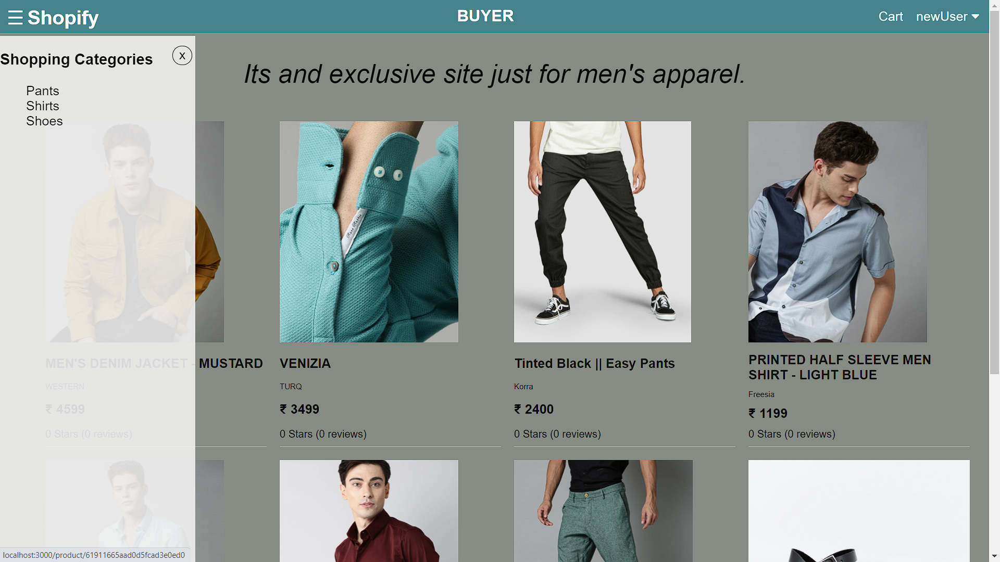 ☰ Shopify
BUYER
Cart
newUser
Shopping Categories
x
Pants
Shirts
Shoes
Its and exclusive site just for men's apparel.
MEN'S DENIM JACKET - MUSTARD
WESTERN
₹ 4599
0 Stars (0 reviews)
VENIZIA
TURQ
₹ 3499
0 Stars (0 reviews)
Tinted Black || Easy Pants
Korra
₹ 2400
0 Stars (0 reviews)
PRINTED HALF SLEEVE MEN
SHIRT - LIGHT BLUE
Freesia
₹ 1199
0 Stars (0 reviews)
localhost:3000/product/61911665aad0d5fcad3e0ed0